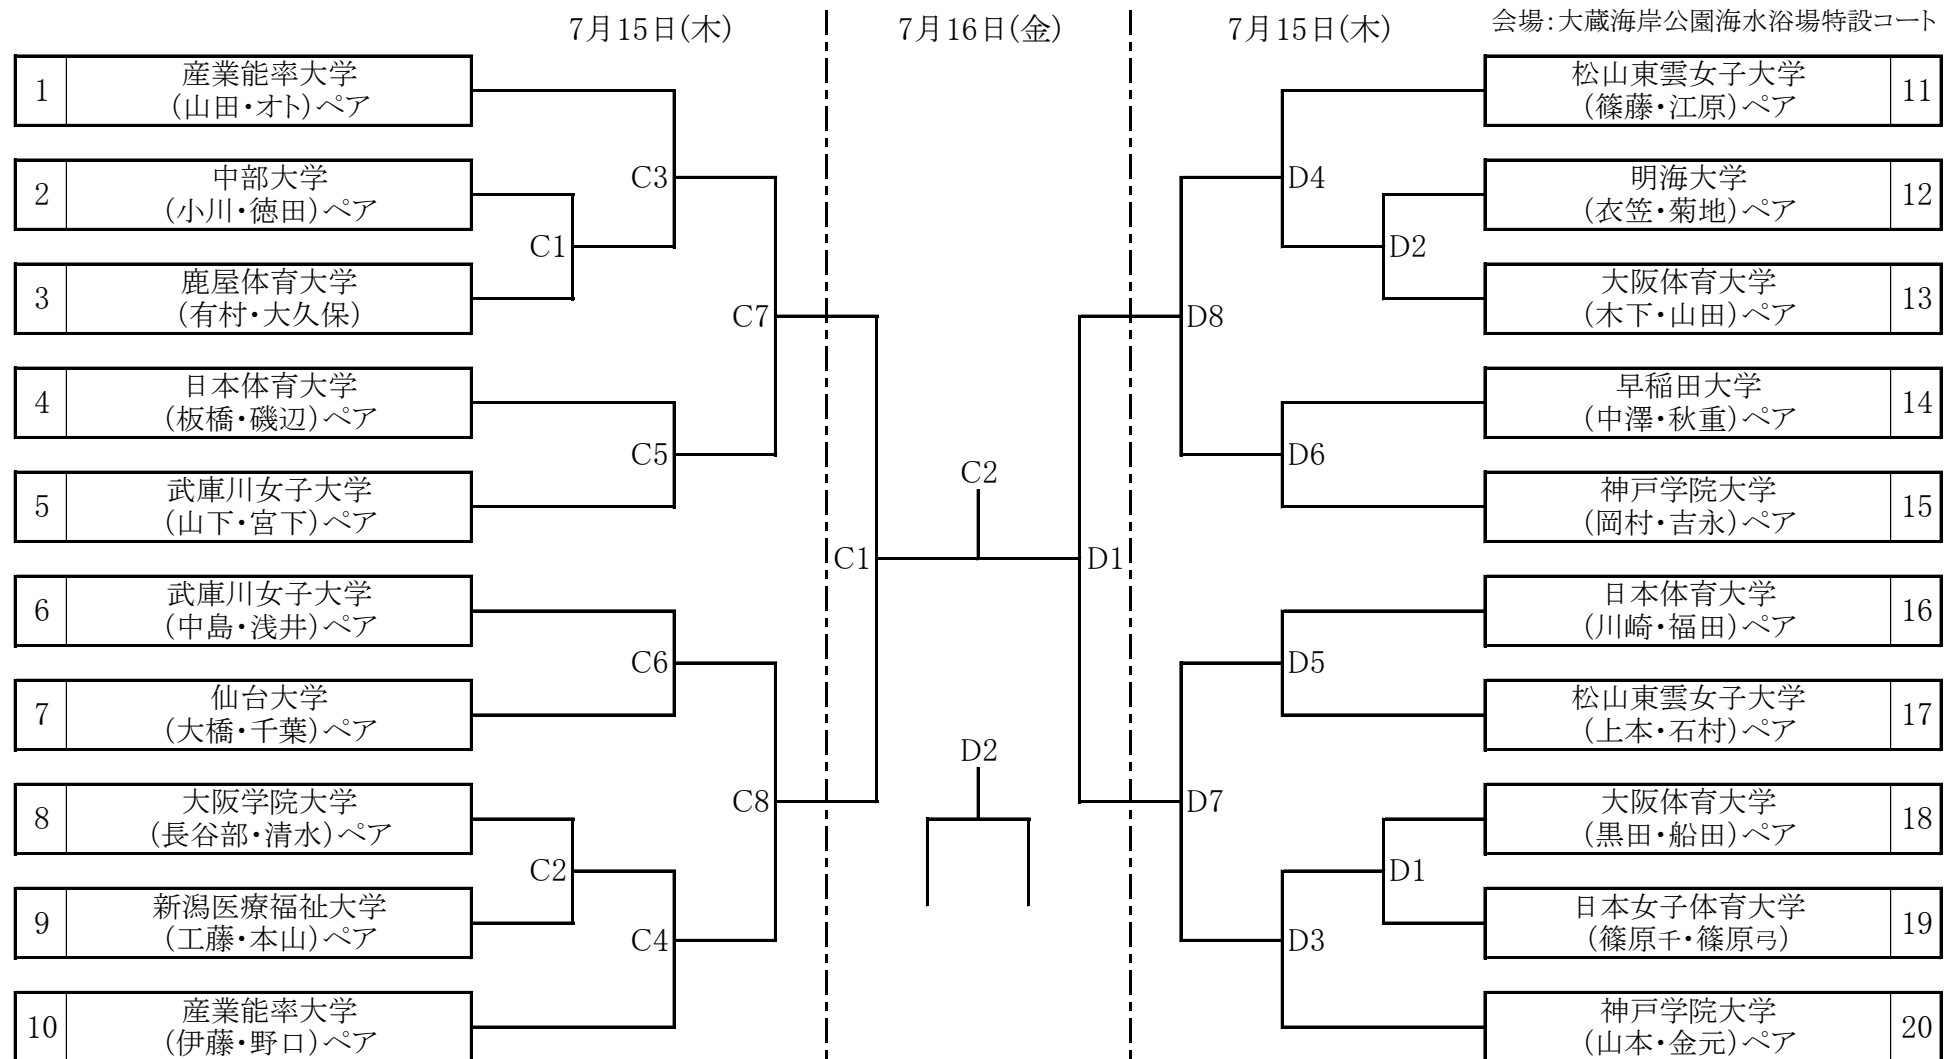 7月15日(木)
7月16日(金)
7月15日(木)
会場：大蔵海岸公園海水浴場特設コート
1
産業能率大学
(山田・オト)ペア
2
中部大学
(小川・徳田)ペア
3
鹿屋体育大学
(有村・大久保)
4
日本体育大学
(板橋・磯辺)ペア
5
武庫川女子大学
(山下・宮下)ペア
6
武庫川女子大学
(中島・浅井)ペア
7
仙台大学
(大橋・千葉)ペア
8
大阪学院大学
(長谷部・清水)ペア
9
新潟医療福祉大学
(工藤・本山)ペア
10
産業能率大学
(伊藤・野口)ペア
C3
C1
C7
C5
C6
C8
C2
C4
C1
C2
D1
D2
D4
D2
D8
D6
D5
D7
D1
D3
松山東雲女子大学
(篠藤・江原)ペア
11
明海大学
(衣笠・菊地)ペア
12
大阪体育大学
(木下・山田)ペア
13
早稲田大学
(中澤・秋重)ペア
14
神戸学院大学
(岡村・吉永)ペア
15
日本体育大学
(川崎・福田)ペア
16
松山東雲女子大学
(上本・石村)ペア
17
大阪体育大学
(黒田・船田)ペア
18
日本女子体育大学
(篠原千・篠原弓)
19
神戸学院大学
(山本・金元)ペア
20